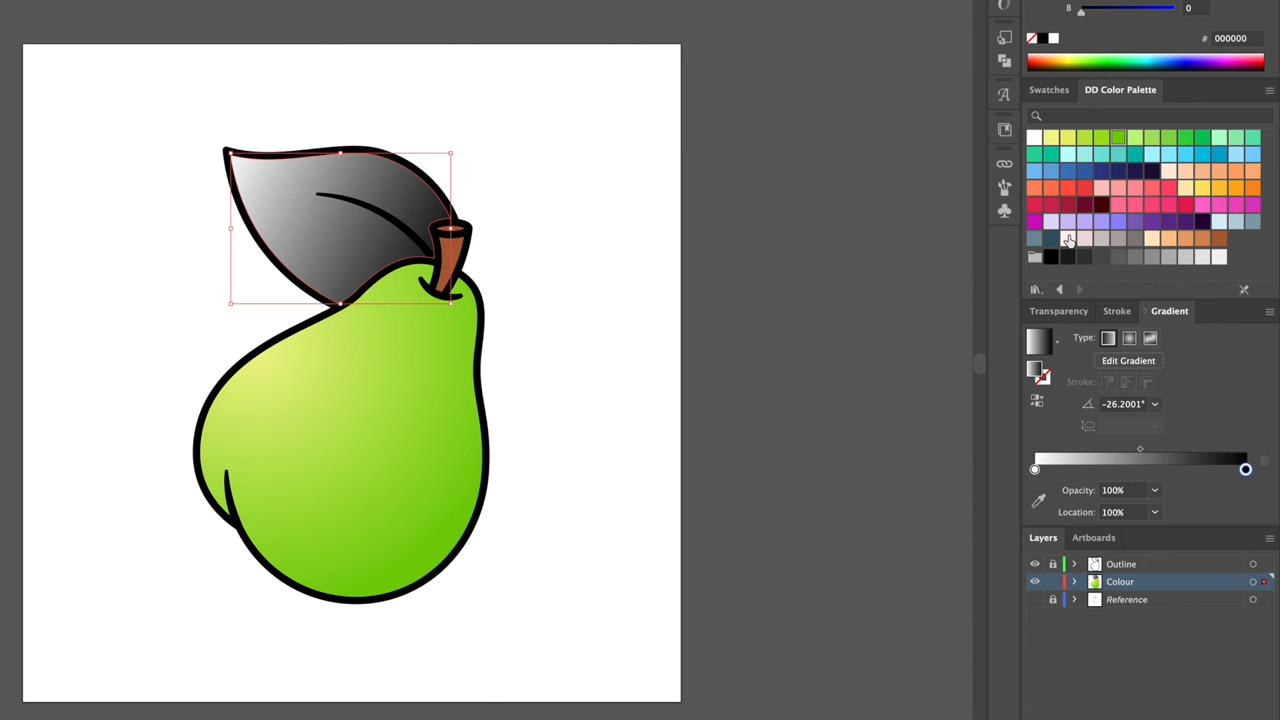 B 0
# 000000
Swatches DD Color Palette
Transparency Stroke Gradient
Type:
Edit Gradient
Stroke:
-26.2001°
Opacity: 100%
Location: 100%
Layers Artboards
Outline
Colour
Reference